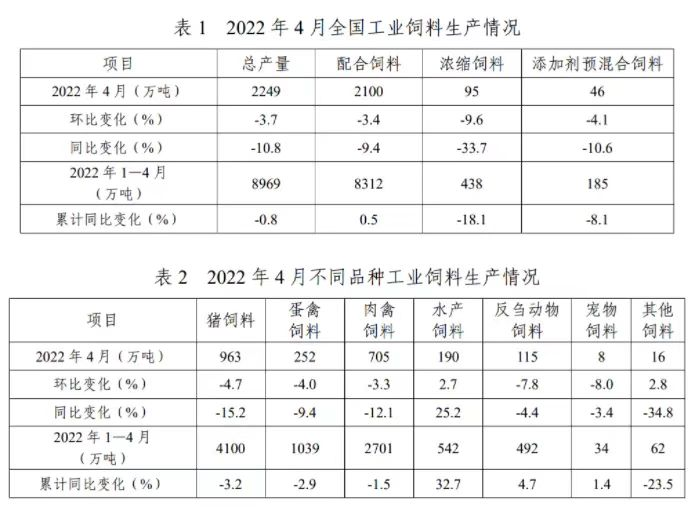 表 1 2022 年 4 月全国工业饲料生产情况
项目 总产量 配合饲料 浓缩饲料 添加剂预混合饲料
2022 年 4 月（万吨） 2249 2100 95 46
环比变化（%） -3.7 -3.4 -9.6 -4.1
同比变化（%） -10.8 -9.4 -33.7 -10.6
2022 年 1—4 月
（万吨） 8969 8312 438 185
累计同比变化（%） -0.8 0.5 -18.1 -8.1
表 2 2022 年 4 月不同品种工业饲料生产情况
项目 猪饲料 蛋禽饲料 肉禽饲料 水产饲料 反刍动物饲料 宠物饲料 其他饲料
2022 年 4 月（万吨） 963 252 705 190 115 8 16
环比变化（%） -4.7 -4.0 -3.3 2.7 -7.8 -8.0 2.8
同比变化（%） -15.2 -9.4 -12.1 25.2 -4.4 -3.4 -34.8
2022 年 1—4 月
（万吨） 4100 1039 2701 542 492 34 62
累计同比变化（%） -3.2 -2.9 -1.5 32.7 4.7 1.4 -23.5